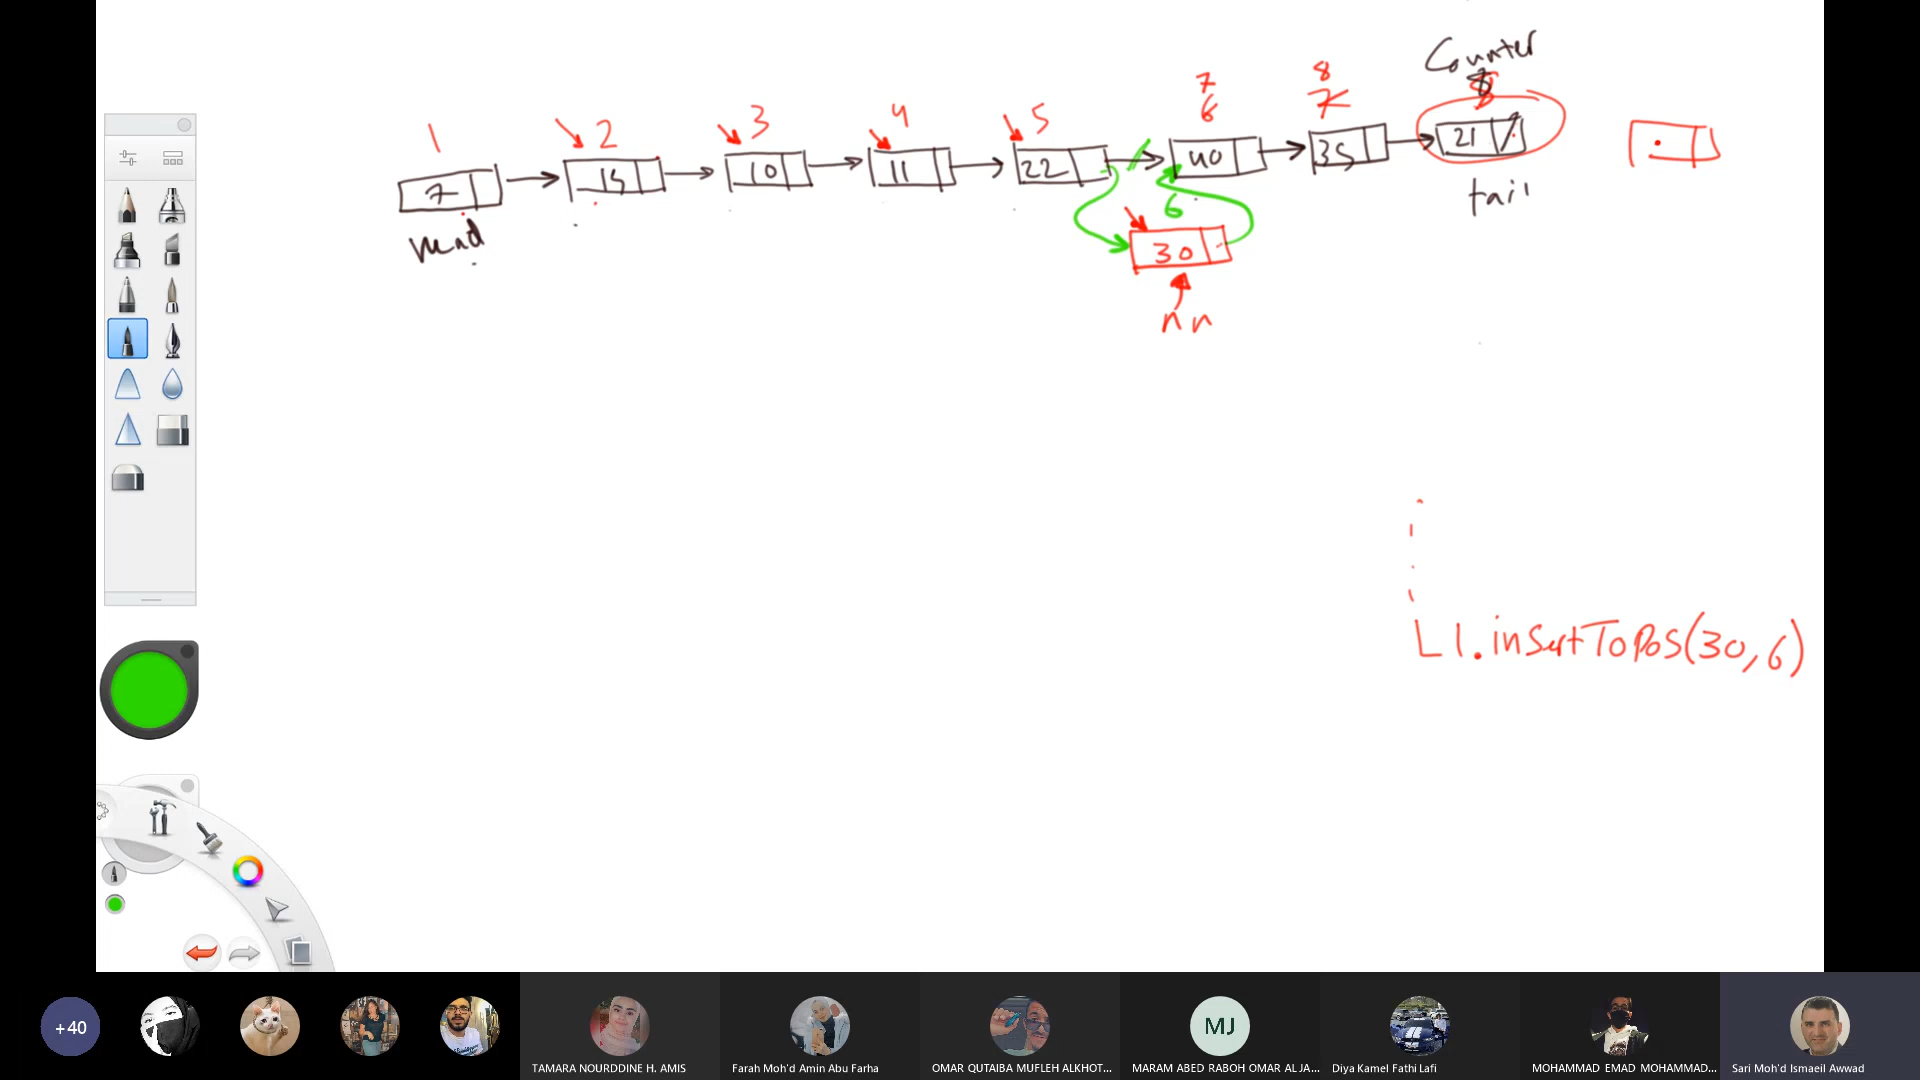 Counter
8
7 8
1 2 3 4 5 6 7
7 15 10 11 22 40 35 21
tail
6
30
nn
L1.insertToPos(30,6)
+40
MJ
TAMARA NOURDDINE H. AMIS
Farah Moh'd Amin Abu Farha
OMAR QUTAIBA MUFLEH ALKHOT...
MARAM ABED RABOH OMAR AL JA...
Diya Kamel Fathi Lafi
MOHAMMAD EMAD MOHAMMAD...
Sari Moh'd Ismaeil Awwad